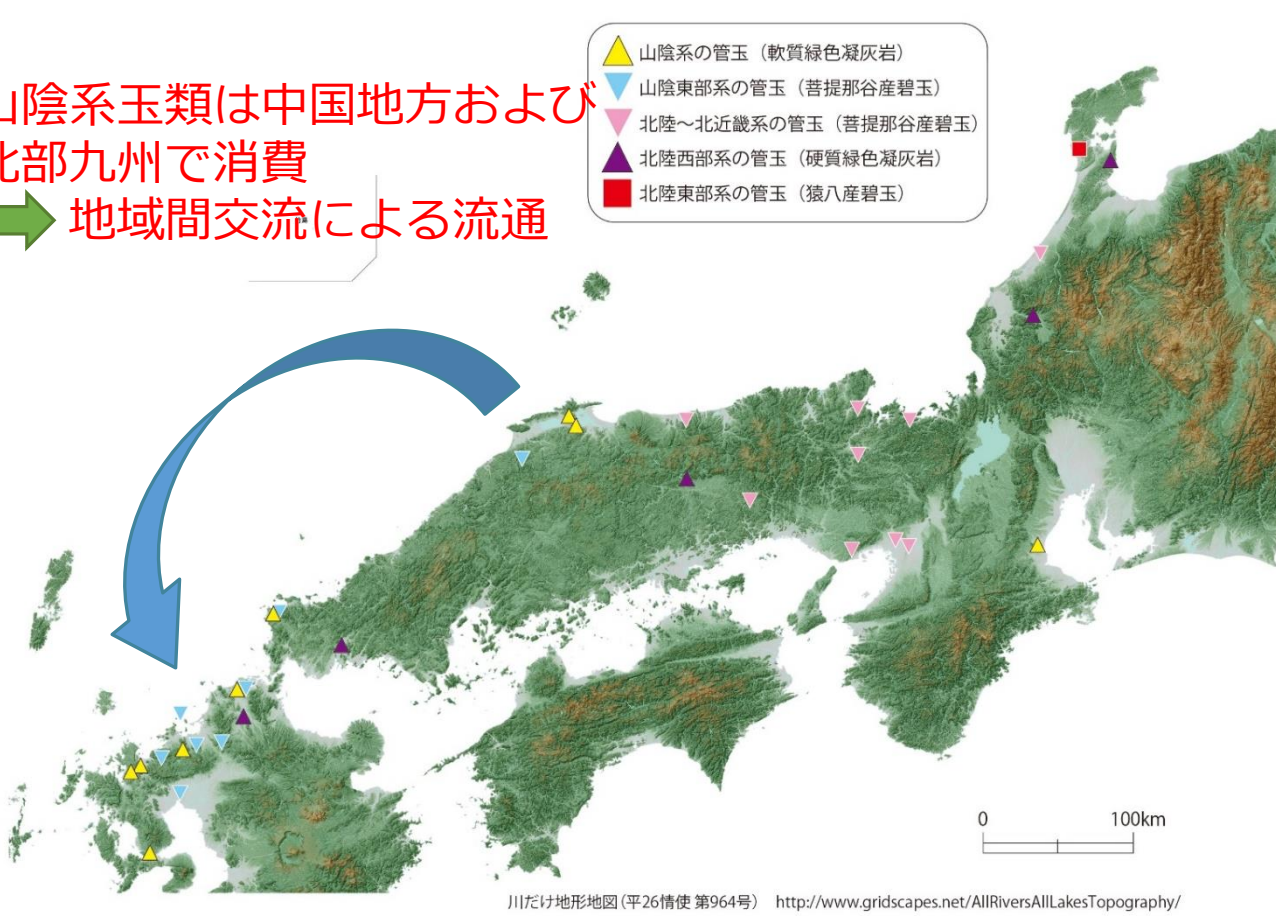 山陰系玉類は中国地方および
北部九州で消費
地域間交流による流通
山陰系の管玉（軟質緑色凝灰岩）
山陰東部系の管玉（菩提那谷産碧玉）
北陸～北近畿系の管玉（菩提那谷産碧玉）
北陸西部系の管玉（硬質緑色凝灰岩）
北陸東部系の管玉（猿八産碧玉）
0 100km
川だけ地形地図（平26情使 第964号） http://www.gridscapes.net/AllRiversAllLakesTopography/